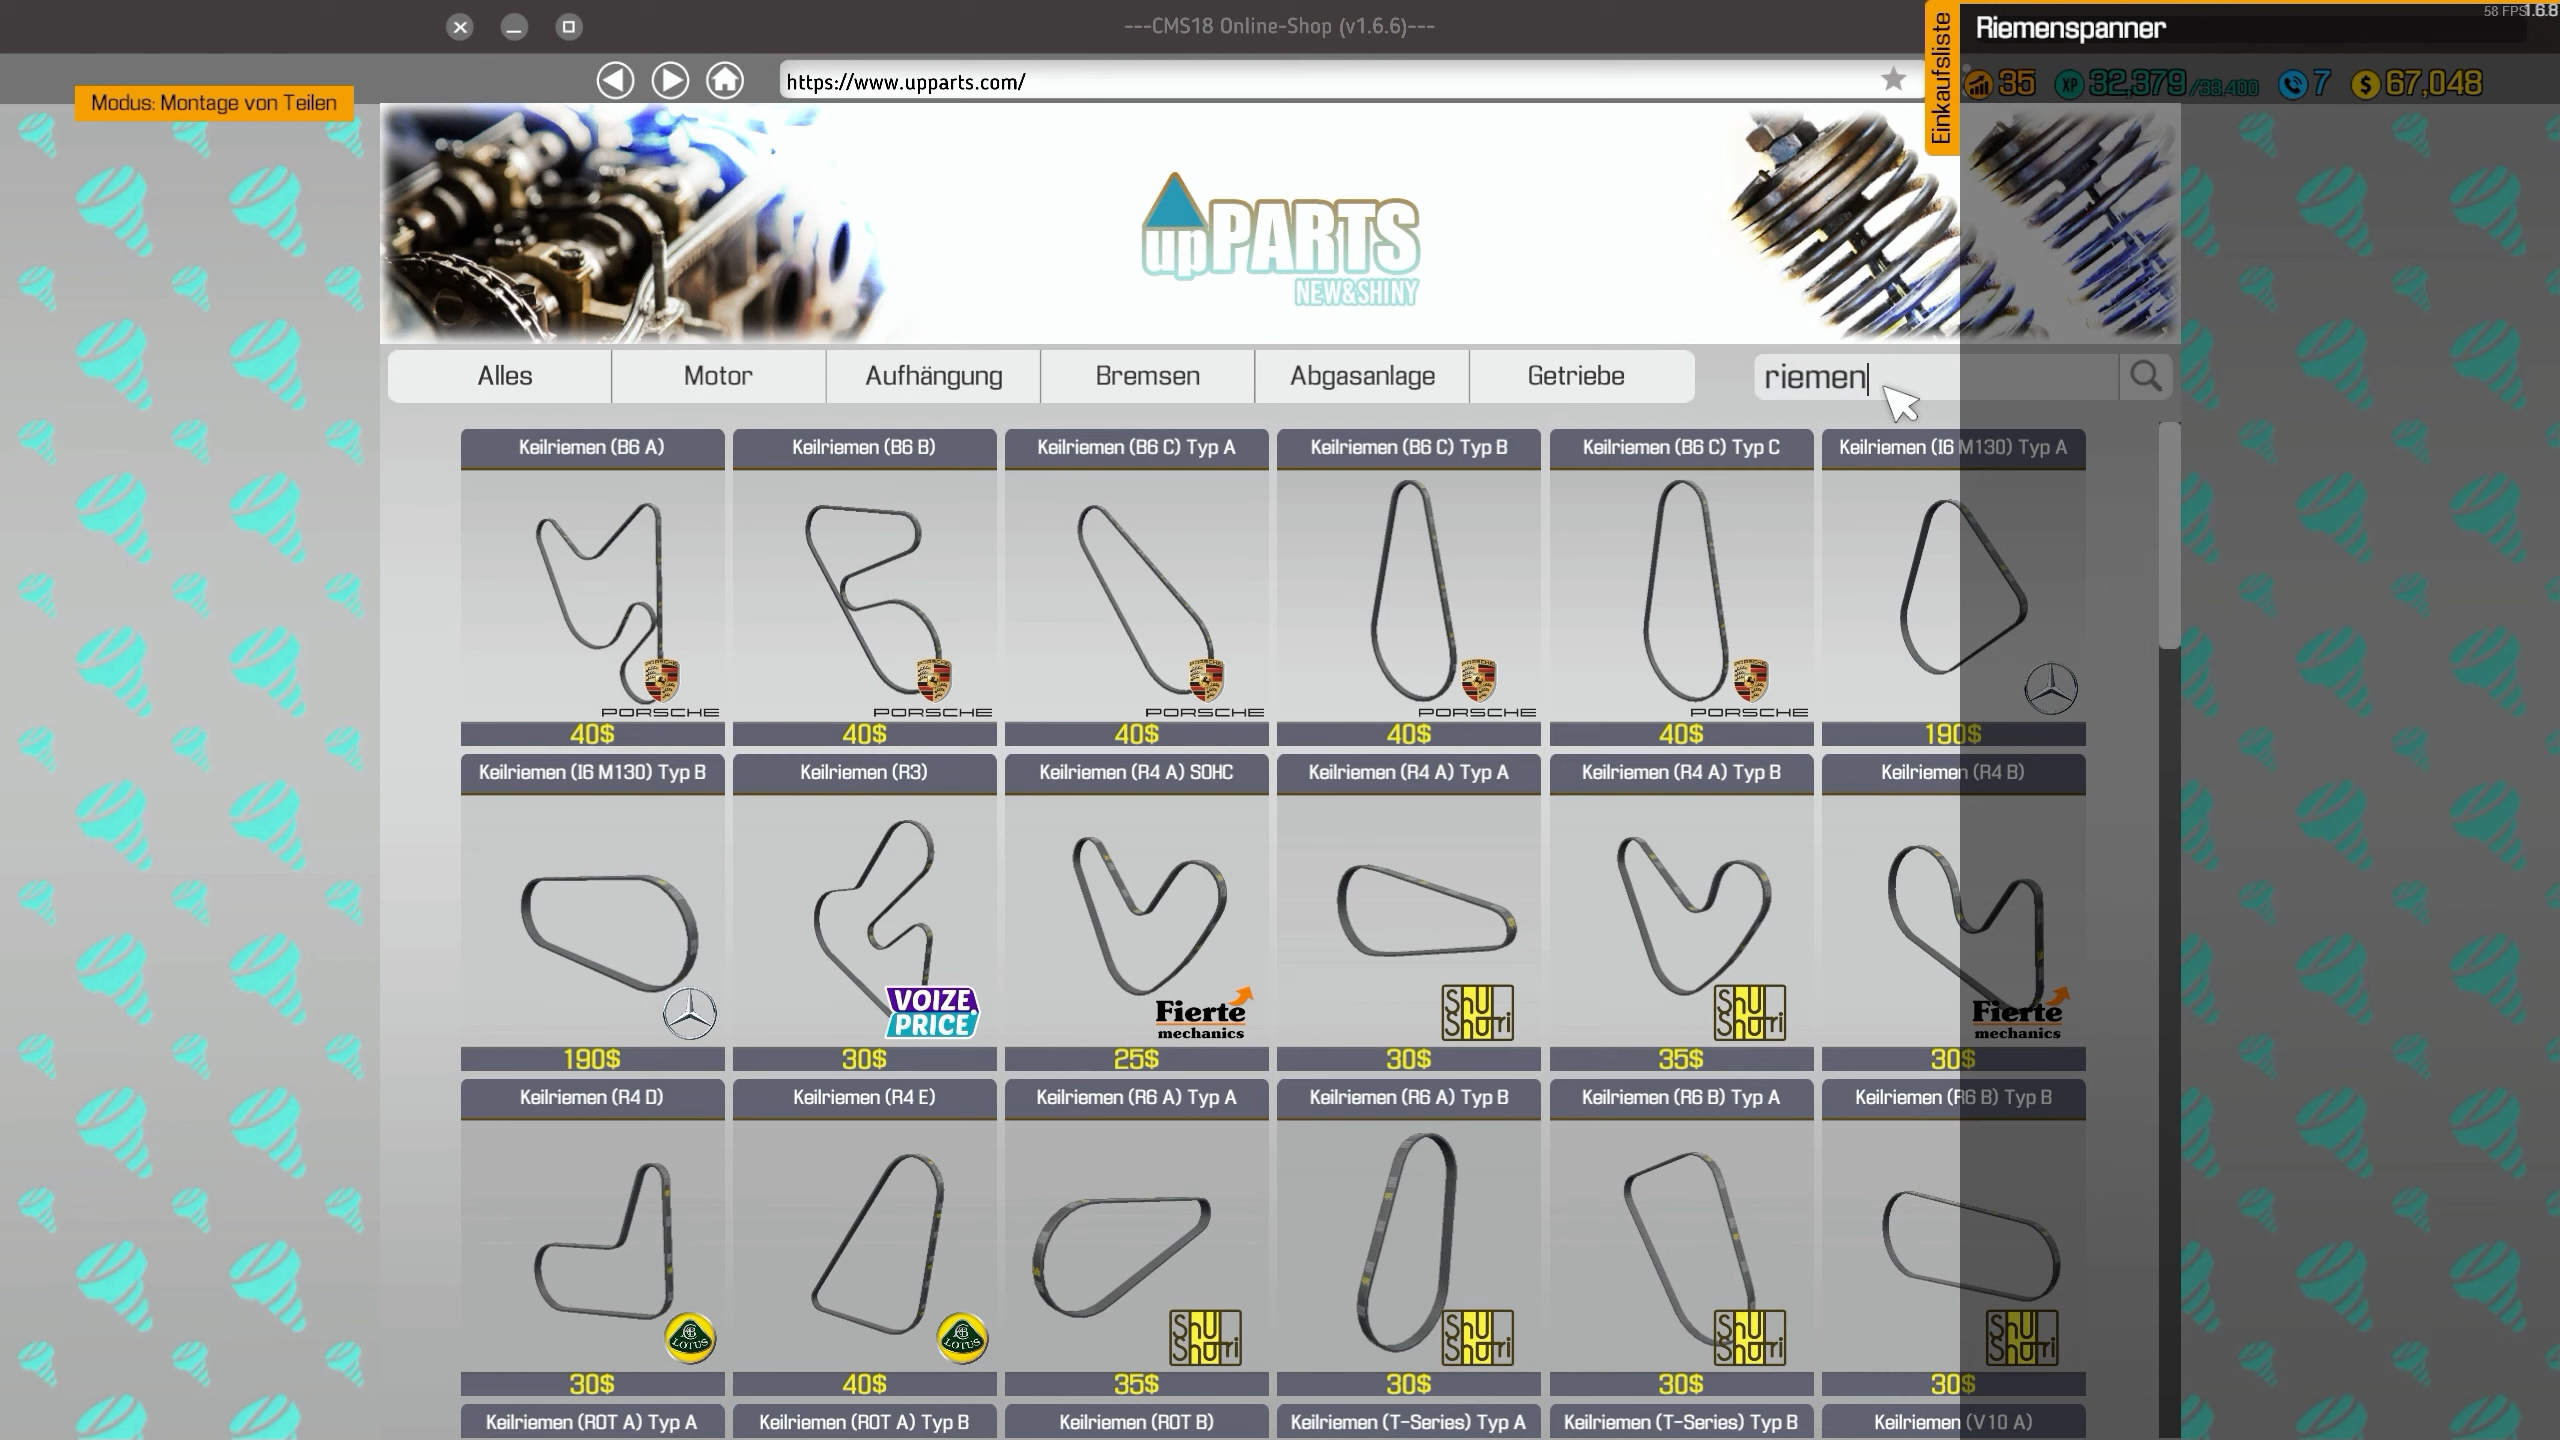 ---CMS18 Online-Shop (v1.6.6)---
Einkaufsliste
Riemenspanner
58 FPS
1.6.8
https://www.upparts.com/
35
XP 32,379/38,400
7
$ 67,048
Modus: Montage von Teilen
upPARTS
NEW&SHINY
Alles
Motor
Aufhängung
Bremsen
Abgasanlage
Getriebe
riemen
Keilriemen (B6 A)
Keilriemen (B6 B)
Keilriemen (B6 C) Typ A
Keilriemen (B6 C) Typ B
Keilriemen (B6 C) Typ C
Keilriemen (I6 M130) Typ A
PORSCHE
PORSCHE
PORSCHE
PORSCHE
PORSCHE
40$
40$
40$
40$
40$
190$
Keilriemen (I6 M130) Typ B
Keilriemen (R3)
Keilriemen (R4 A) SOHC
Keilriemen (R4 A) Typ A
Keilriemen (R4 A) Typ B
Keilriemen (R4 B)
VOIZE
PRICE
Fierte
mechanics
Shu
Shurri
Shu
Shurri
Fierte
mechanics
190$
30$
25$
30$
35$
30$
Keilriemen (R4 D)
Keilriemen (R4 E)
Keilriemen (R6 A) Typ A
Keilriemen (R6 A) Typ B
Keilriemen (R6 B) Typ A
Keilriemen (R6 B) Typ B
LOTUS
LOTUS
Shu
Shurri
Shu
Shurri
Shu
Shurri
Shu
Shurri
30$
40$
35$
30$
30$
30$
Keilriemen (ROT A) Typ A
Keilriemen (ROT A) Typ B
Keilriemen (ROT B)
Keilriemen (T-Series) Typ A
Keilriemen (T-Series) Typ B
Keilriemen (V10 A)